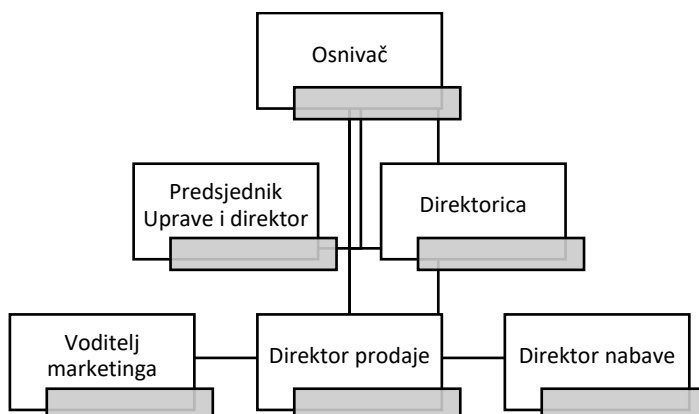 Osnivač
Predsjednik
Uprave i direktor
Direktorica
Voditelj
marketinga
Direktor prodaje
Direktor nabave